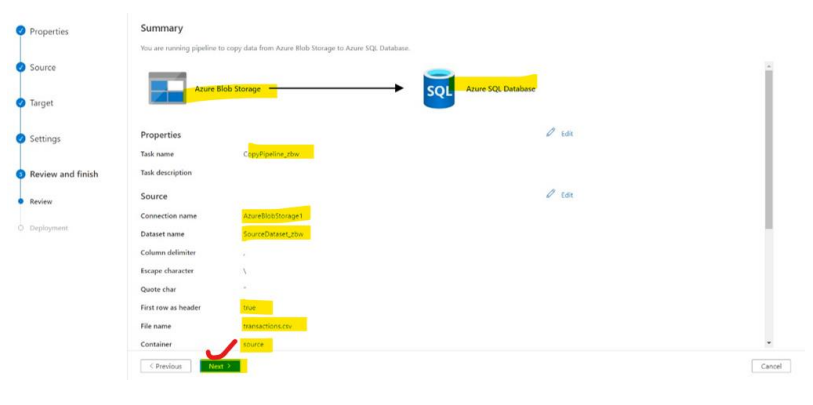 Properties
Source
Target
Settings
Review and finish
Review
Deployment
Summary
You are running pipeline to copy data from Azure Blob Storage to Azure SQL Database.
Azure Blob Storage
SQL
Azure SQL Database
Properties
Edit
Task name CopyPipeline_zbw
Task description
Source
Edit
Connection name AzureBlobStorage1
Dataset name SourceDataset_zbw
Column delimiter ,
Escape character \
Quote char "
First row as header true
File name transactions.csv
Container source
< Previous
Next >
Cancel